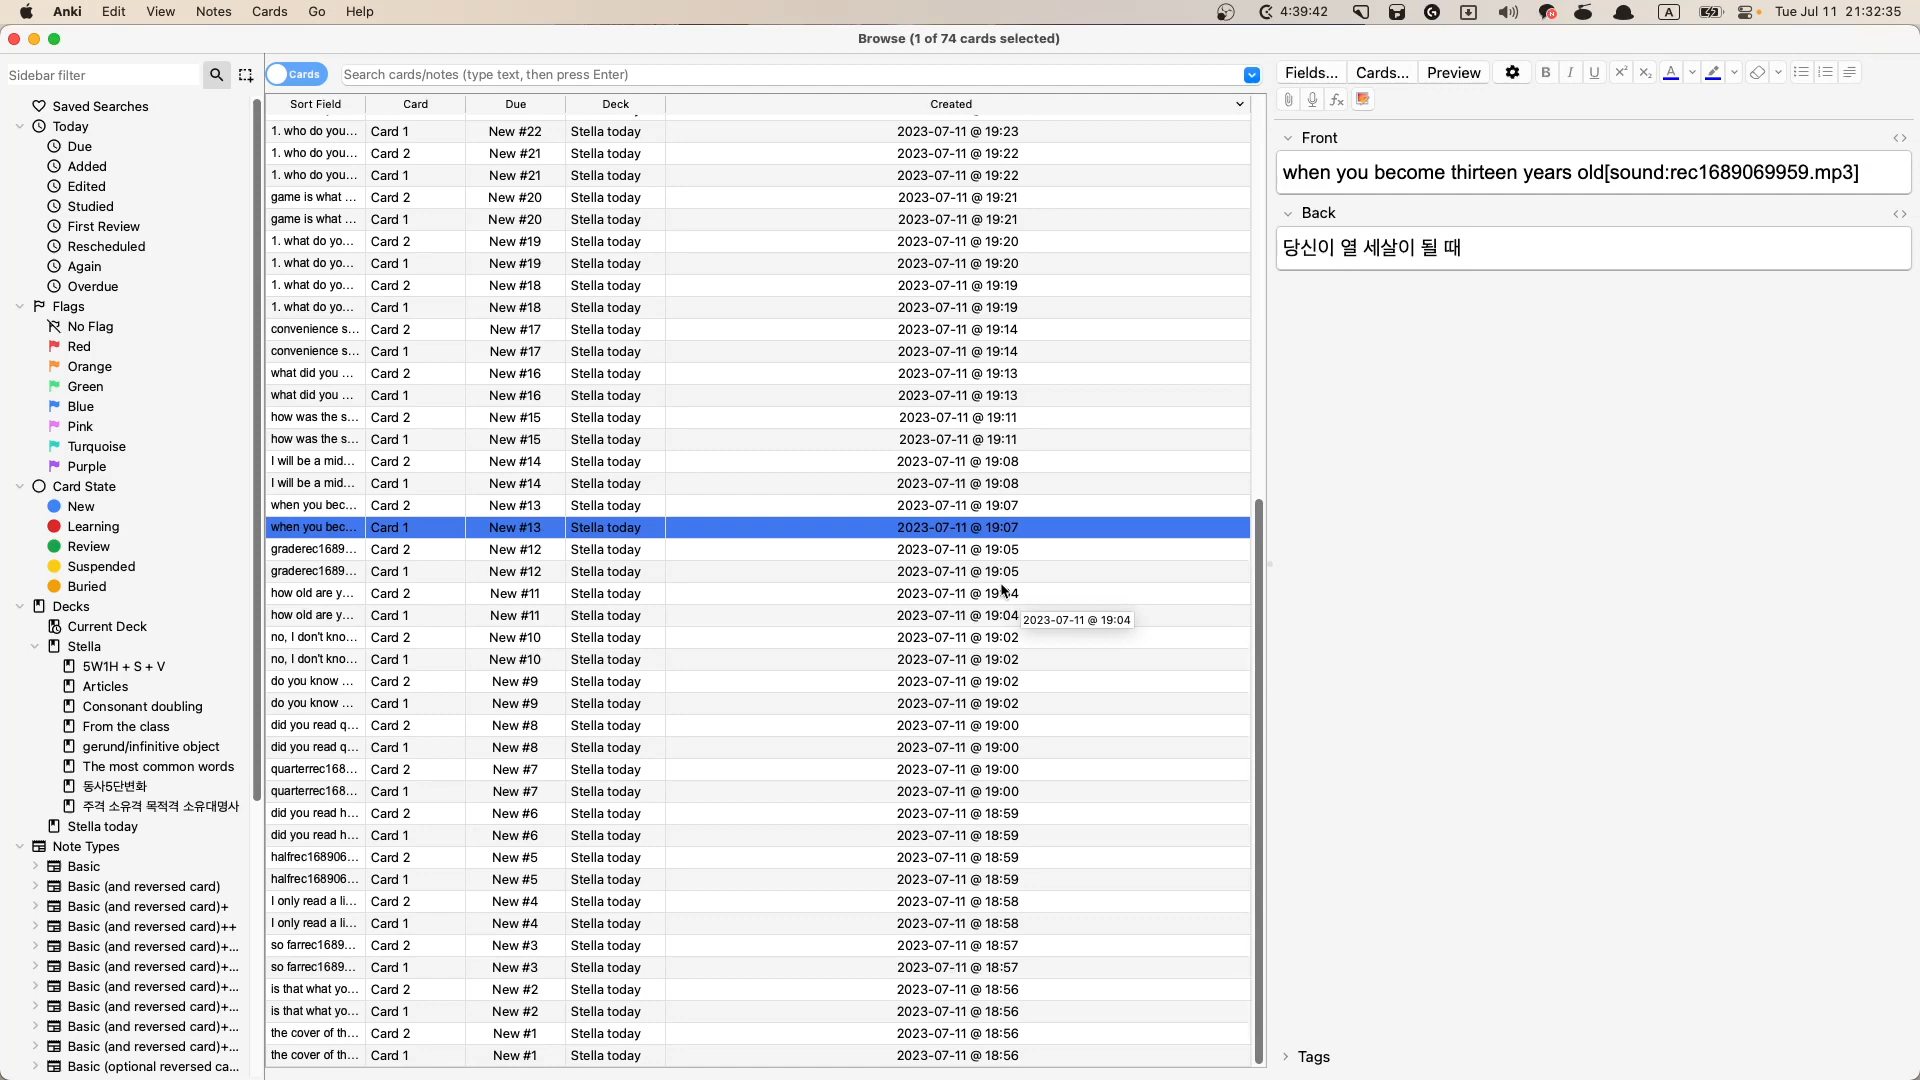 Anki Edit View Notes Cards Go Help 4:39:42 A Tue Jul 11 21:32:35
Browse (1 of 74 cards selected)
Sidebar filter
Saved Searches
Today
Due
Added
Edited
Studied
First Review
Rescheduled
Again
Overdue
Flags
No Flag
Red
Orange
Green
Blue
Pink
Turquoise
Purple
Card State
New
Learning
Review
Suspended
Buried
Decks
Current Deck
Stella
5W1H + S + V
Articles
Consonant doubling
From the class
gerund/infinitive object
The most common words
동사5단변화
주격 소유격 목적격 소유대명사
Stella today
Note Types
Basic
Basic (and reversed card)
Basic (and reversed card)+
Basic (and reversed card)++
Basic (and reversed card)+...
Basic (and reversed card)+...
Basic (and reversed card)+...
Basic (and reversed card)+...
Basic (and reversed card)+...
Basic (and reversed card)+...
Basic (optional reversed ca...
Cards Search cards/notes (type text, then press Enter)
Sort Field Card Due Deck Created
1. who do you... Card 1 New #22 Stella today 2023-07-11 @ 19:23
1. who do you... Card 2 New #21 Stella today 2023-07-11 @ 19:22
1. who do you... Card 1 New #21 Stella today 2023-07-11 @ 19:22
game is what ... Card 2 New #20 Stella today 2023-07-11 @ 19:21
game is what ... Card 1 New #20 Stella today 2023-07-11 @ 19:21
1. what do yo... Card 2 New #19 Stella today 2023-07-11 @ 19:20
1. what do yo... Card 1 New #19 Stella today 2023-07-11 @ 19:20
1. what do yo... Card 2 New #18 Stella today 2023-07-11 @ 19:19
1. what do yo... Card 1 New #18 Stella today 2023-07-11 @ 19:19
convenience s... Card 2 New #17 Stella today 2023-07-11 @ 19:14
convenience s... Card 1 New #17 Stella today 2023-07-11 @ 19:14
what did you ... Card 2 New #16 Stella today 2023-07-11 @ 19:13
what did you ... Card 1 New #16 Stella today 2023-07-11 @ 19:13
how was the s... Card 2 New #15 Stella today 2023-07-11 @ 19:11
how was the s... Card 1 New #15 Stella today 2023-07-11 @ 19:11
I will be a mid... Card 2 New #14 Stella today 2023-07-11 @ 19:08
I will be a mid... Card 1 New #14 Stella today 2023-07-11 @ 19:08
when you bec... Card 2 New #13 Stella today 2023-07-11 @ 19:07
when you bec... Card 1 New #13 Stella today 2023-07-11 @ 19:07
graderec1689... Card 2 New #12 Stella today 2023-07-11 @ 19:05
graderec1689... Card 1 New #12 Stella today 2023-07-11 @ 19:05
how old are y... Card 2 New #11 Stella today 2023-07-11 @ 19:04
how old are y... Card 1 New #11 Stella today 2023-07-11 @ 19:04
2023-07-11 @ 19:04
no, I don't kno... Card 2 New #10 Stella today 2023-07-11 @ 19:02
no, I don't kno... Card 1 New #10 Stella today 2023-07-11 @ 19:02
do you know ... Card 2 New #9 Stella today 2023-07-11 @ 19:02
do you know ... Card 1 New #9 Stella today 2023-07-11 @ 19:02
did you read q... Card 2 New #8 Stella today 2023-07-11 @ 19:00
did you read q... Card 1 New #8 Stella today 2023-07-11 @ 19:00
quarterrec168... Card 2 New #7 Stella today 2023-07-11 @ 19:00
quarterrec168... Card 1 New #7 Stella today 2023-07-11 @ 19:00
did you read h... Card 2 New #6 Stella today 2023-07-11 @ 18:59
did you read h... Card 1 New #6 Stella today 2023-07-11 @ 18:59
halfrec168906... Card 2 New #5 Stella today 2023-07-11 @ 18:59
halfrec168906... Card 1 New #5 Stella today 2023-07-11 @ 18:59
I only read a li... Card 2 New #4 Stella today 2023-07-11 @ 18:58
I only read a li... Card 1 New #4 Stella today 2023-07-11 @ 18:58
so farrec1689... Card 2 New #3 Stella today 2023-07-11 @ 18:57
so farrec1689... Card 1 New #3 Stella today 2023-07-11 @ 18:57
is that what yo... Card 2 New #2 Stella today 2023-07-11 @ 18:56
is that what yo... Card 1 New #2 Stella today 2023-07-11 @ 18:56
the cover of th... Card 2 New #1 Stella today 2023-07-11 @ 18:56
the cover of th... Card 1 New #1 Stella today 2023-07-11 @ 18:56
Fields... Cards... Preview B I U X² X₂ A
fx
Front
when you become thirteen years old[sound:rec1689069959.mp3]
Back
당신이 열 세살이 될 때
Tags